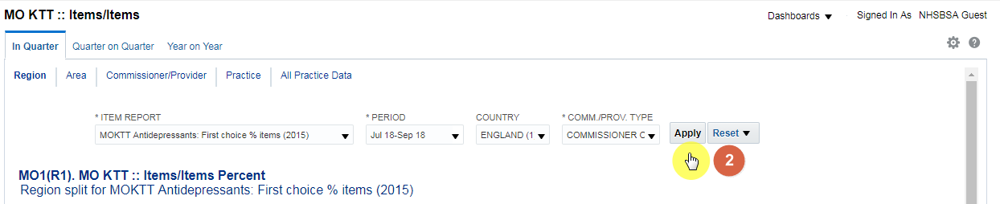 MO KTT :: Items/Items
Dashboards Signed In As NHSBSA Guest
In Quarter Quarter on Quarter Year on Year
Region Area Commissioner/Provider Practice All Practice Data
* ITEM REPORT * PERIOD COUNTRY * COMM./PROV. TYPE
MOKTT Antidepressants: First choice % items (2015) Jul 18-Sep 18 ENGLAND (1 COMMISSIONER C Apply Reset
2
MO1(R1). MO KTT :: Items/Items Percent
Region split for MOKTT Antidepressants: First choice % items (2015)